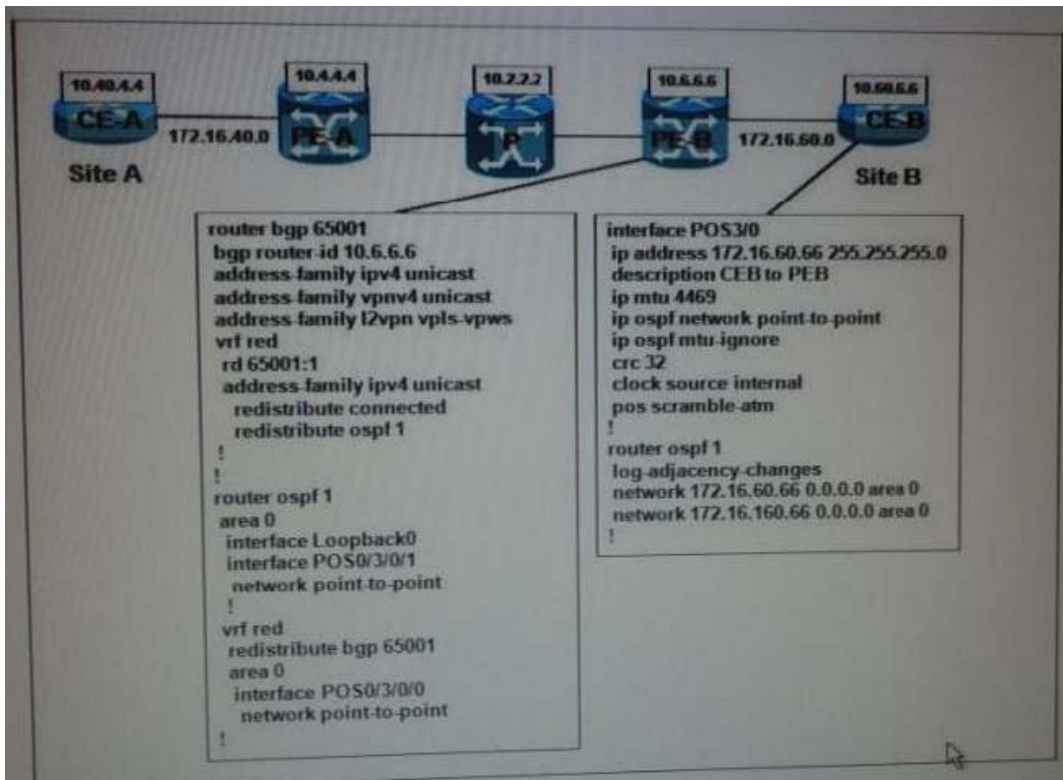 10.40.4.4
10.4.4.4
10.2.2.2
10.6.6.6
10.60.6.6
CE-A
PE-A
P
PE-B
CE-B
172.16.40.0
172.16.60.0
Site A
Site B
router bgp 65001
bgp router-id 10.6.6.6
address-family ipv4 unicast
address-family vpnv4 unicast
address-family l2vpn vpls-vpws
vrf red
rd 65001:1
address-family ipv4 unicast
redistribute connected
redistribute ospf 1
!
!
router ospf 1
area 0
interface Loopback0
interface POS0/3/0/1
network point-to-point
!
vrf red
redistribute bgp 65001
area 0
interface POS0/3/0/0
network point-to-point
!
interface POS3/0
ip address 172.16.60.66 255.255.255.0
description CEB to PEB
ip mtu 4469
ip ospf network point-to-point
ip ospf mtu-ignore
crc 32
clock source internal
pos scramble-atm
!
router ospf 1
log-adjacency-changes
network 172.16.60.66 0.0.0.0 area 0
network 172.16.160.66 0.0.0.0 area 0
!